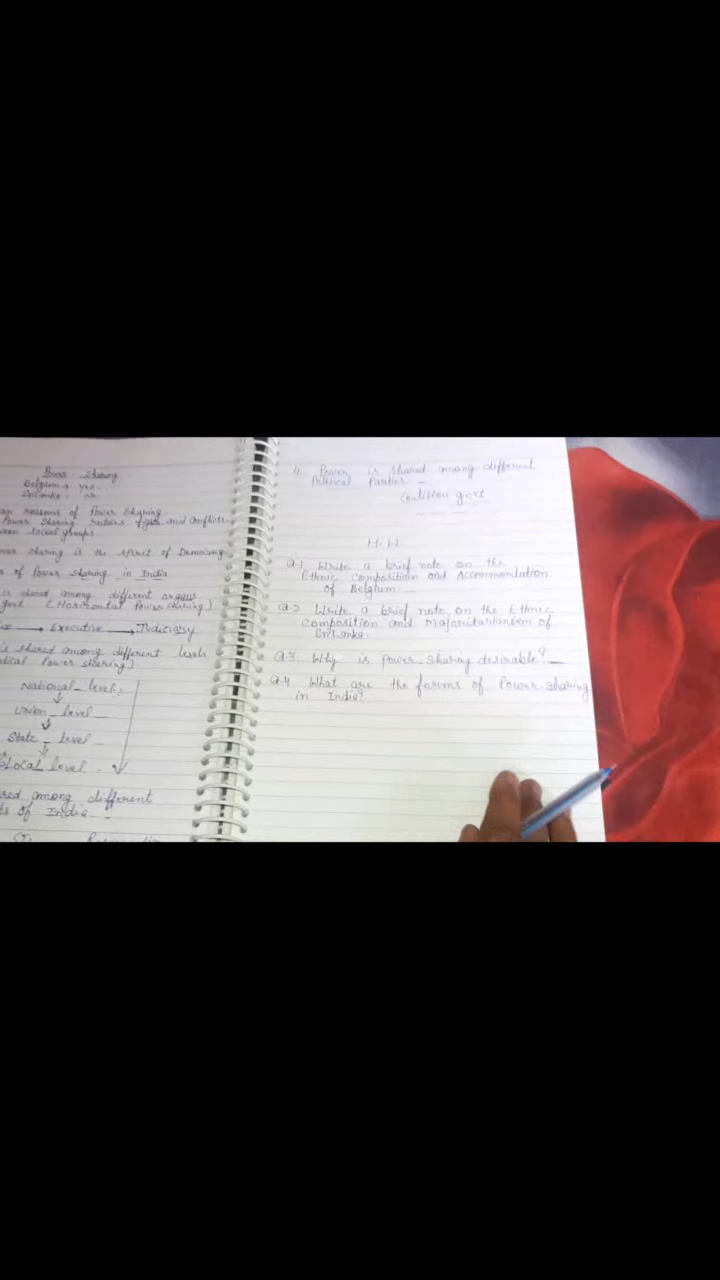 Power Sharing
Belgium → Yes
Srilanka → No
reasons of Power Sharing
Power Sharing reduces fights and conflicts
social groups
Sharing is the spirit of Democracy
of Power Sharing in India
is shared among different organs
govt (Horizontal Power sharing)
→ Executive → Judiciary
is shared among different levels
Power sharing)
National level
Union level
State level
Local level
among different
of India
4. Power is shared among different
Political Parties
govt
H.W
Q.1 Write a brief note on the
Ethnic composition and Accommodation
of Belgium
Q.2 Write a brief note on the Ethnic
composition and Majoritarianism of
SriLanka
Q.3 Why is power sharing desirable?
Q.4 What are the forms of Power sharing
in India?